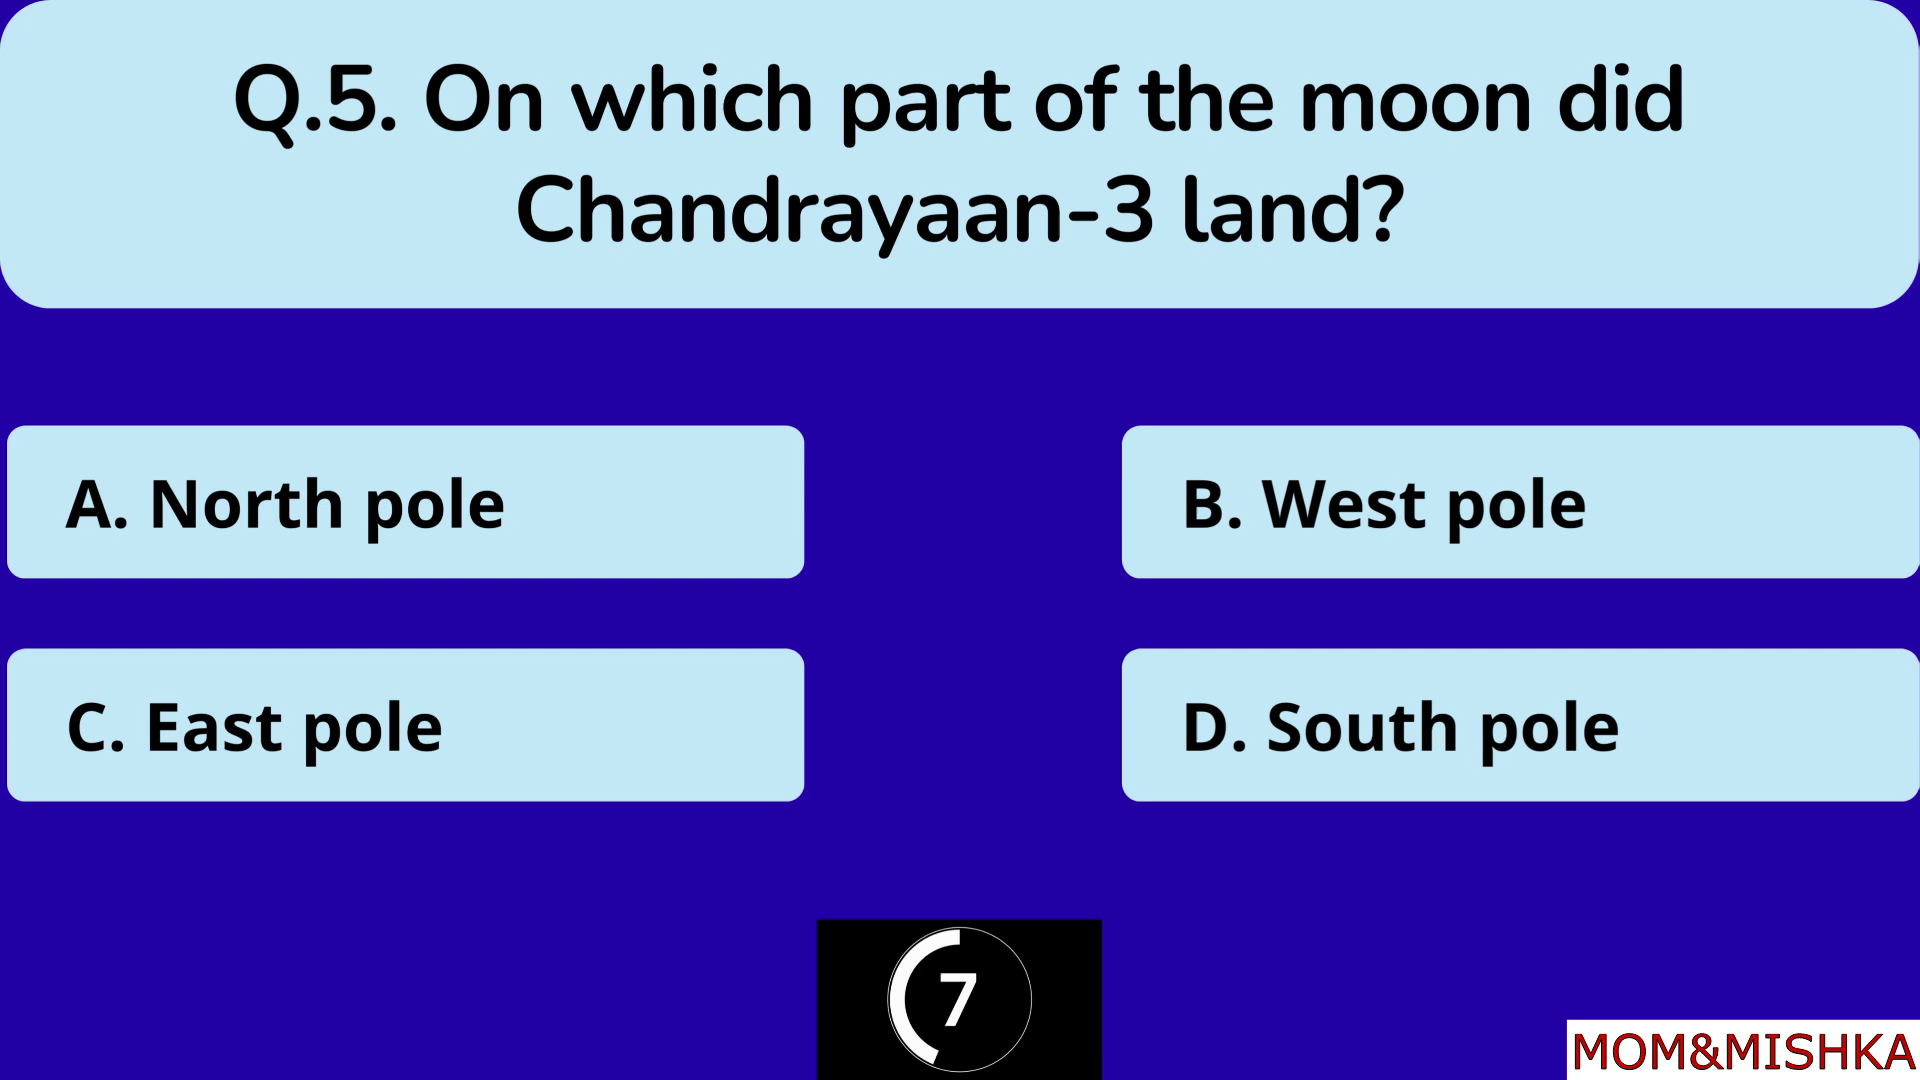 Q.5. On which part of the moon did
Chandrayaan-3 land?
A. North pole
B. West pole
C. East pole
D. South pole
7
MOM&MISHKA